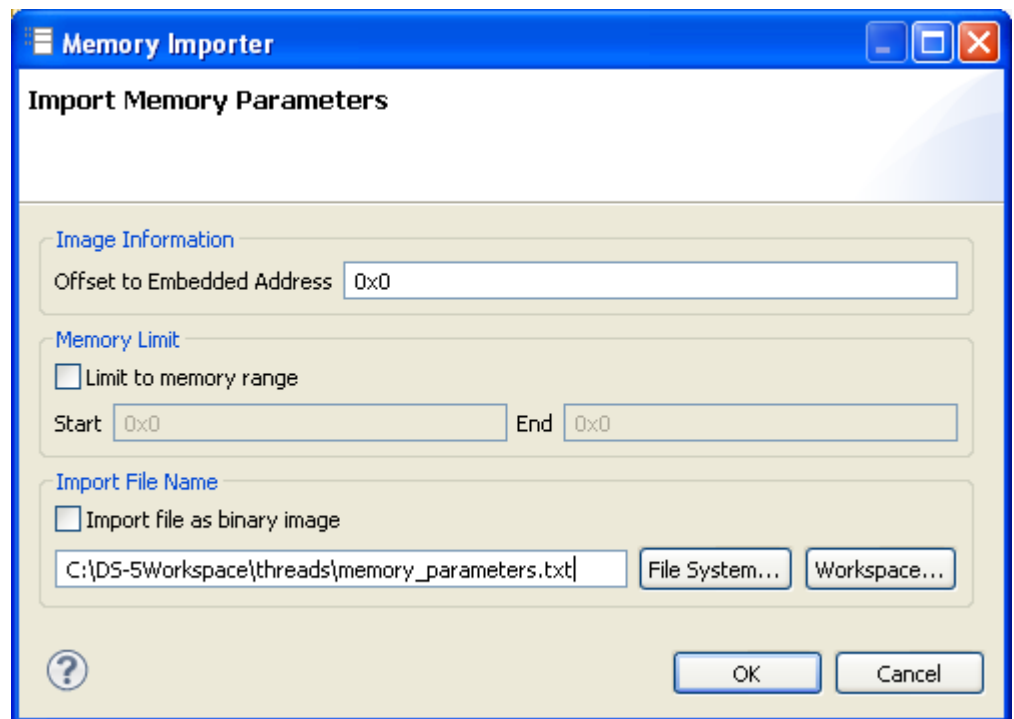 Memory Importer
Import Memory Parameters
Image Information
Offset to Embedded Address 0x0
Memory Limit
Limit to memory range
Start 0x0 End 0x0
Import File Name
Import file as binary image
C:\DS-5Workspace\threads\memory_parameters.txt File System... Workspace...
? OK Cancel